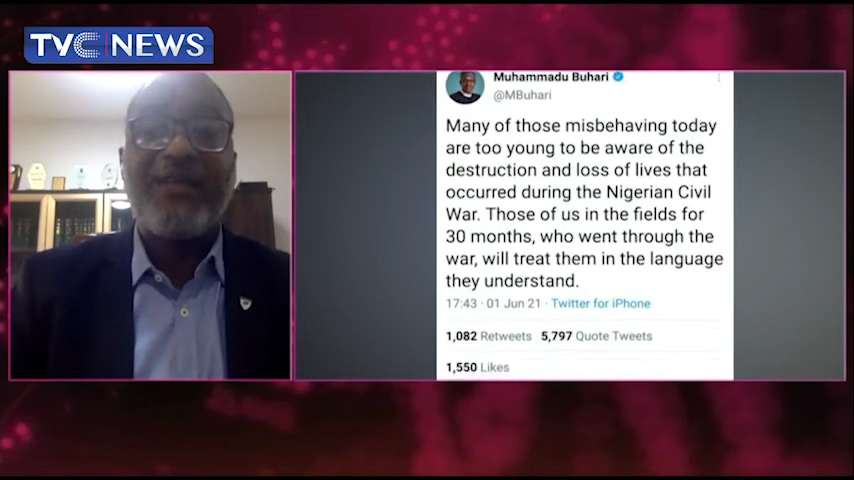 TVC NEWS
Muhammadu Buhari
@MBuhari
Many of those misbehaving today
are too young to be aware of the
destruction and loss of lives that
occurred during the Nigerian Civil
War. Those of us in the fields for
30 months, who went through the
war, will treat them in the language
they understand.
17:43 · 01 Jun 21 · Twitter for iPhone
1,082 Retweets 5,797 Quote Tweets
1,550 Likes